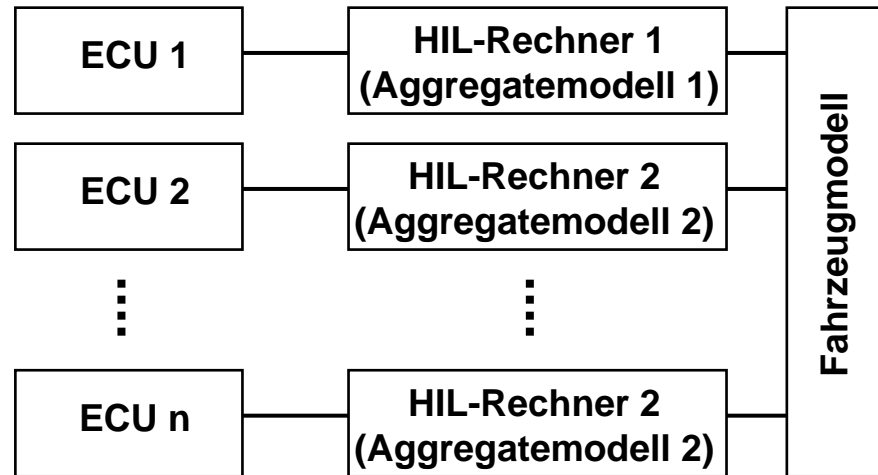 ECU 1
HIL-Rechner 1
(Aggregatemodell 1)
ECU 2
HIL-Rechner 2
(Aggregatemodell 2)
ECU n
HIL-Rechner 2
(Aggregatemodell 2)
Fahrzeugmodell